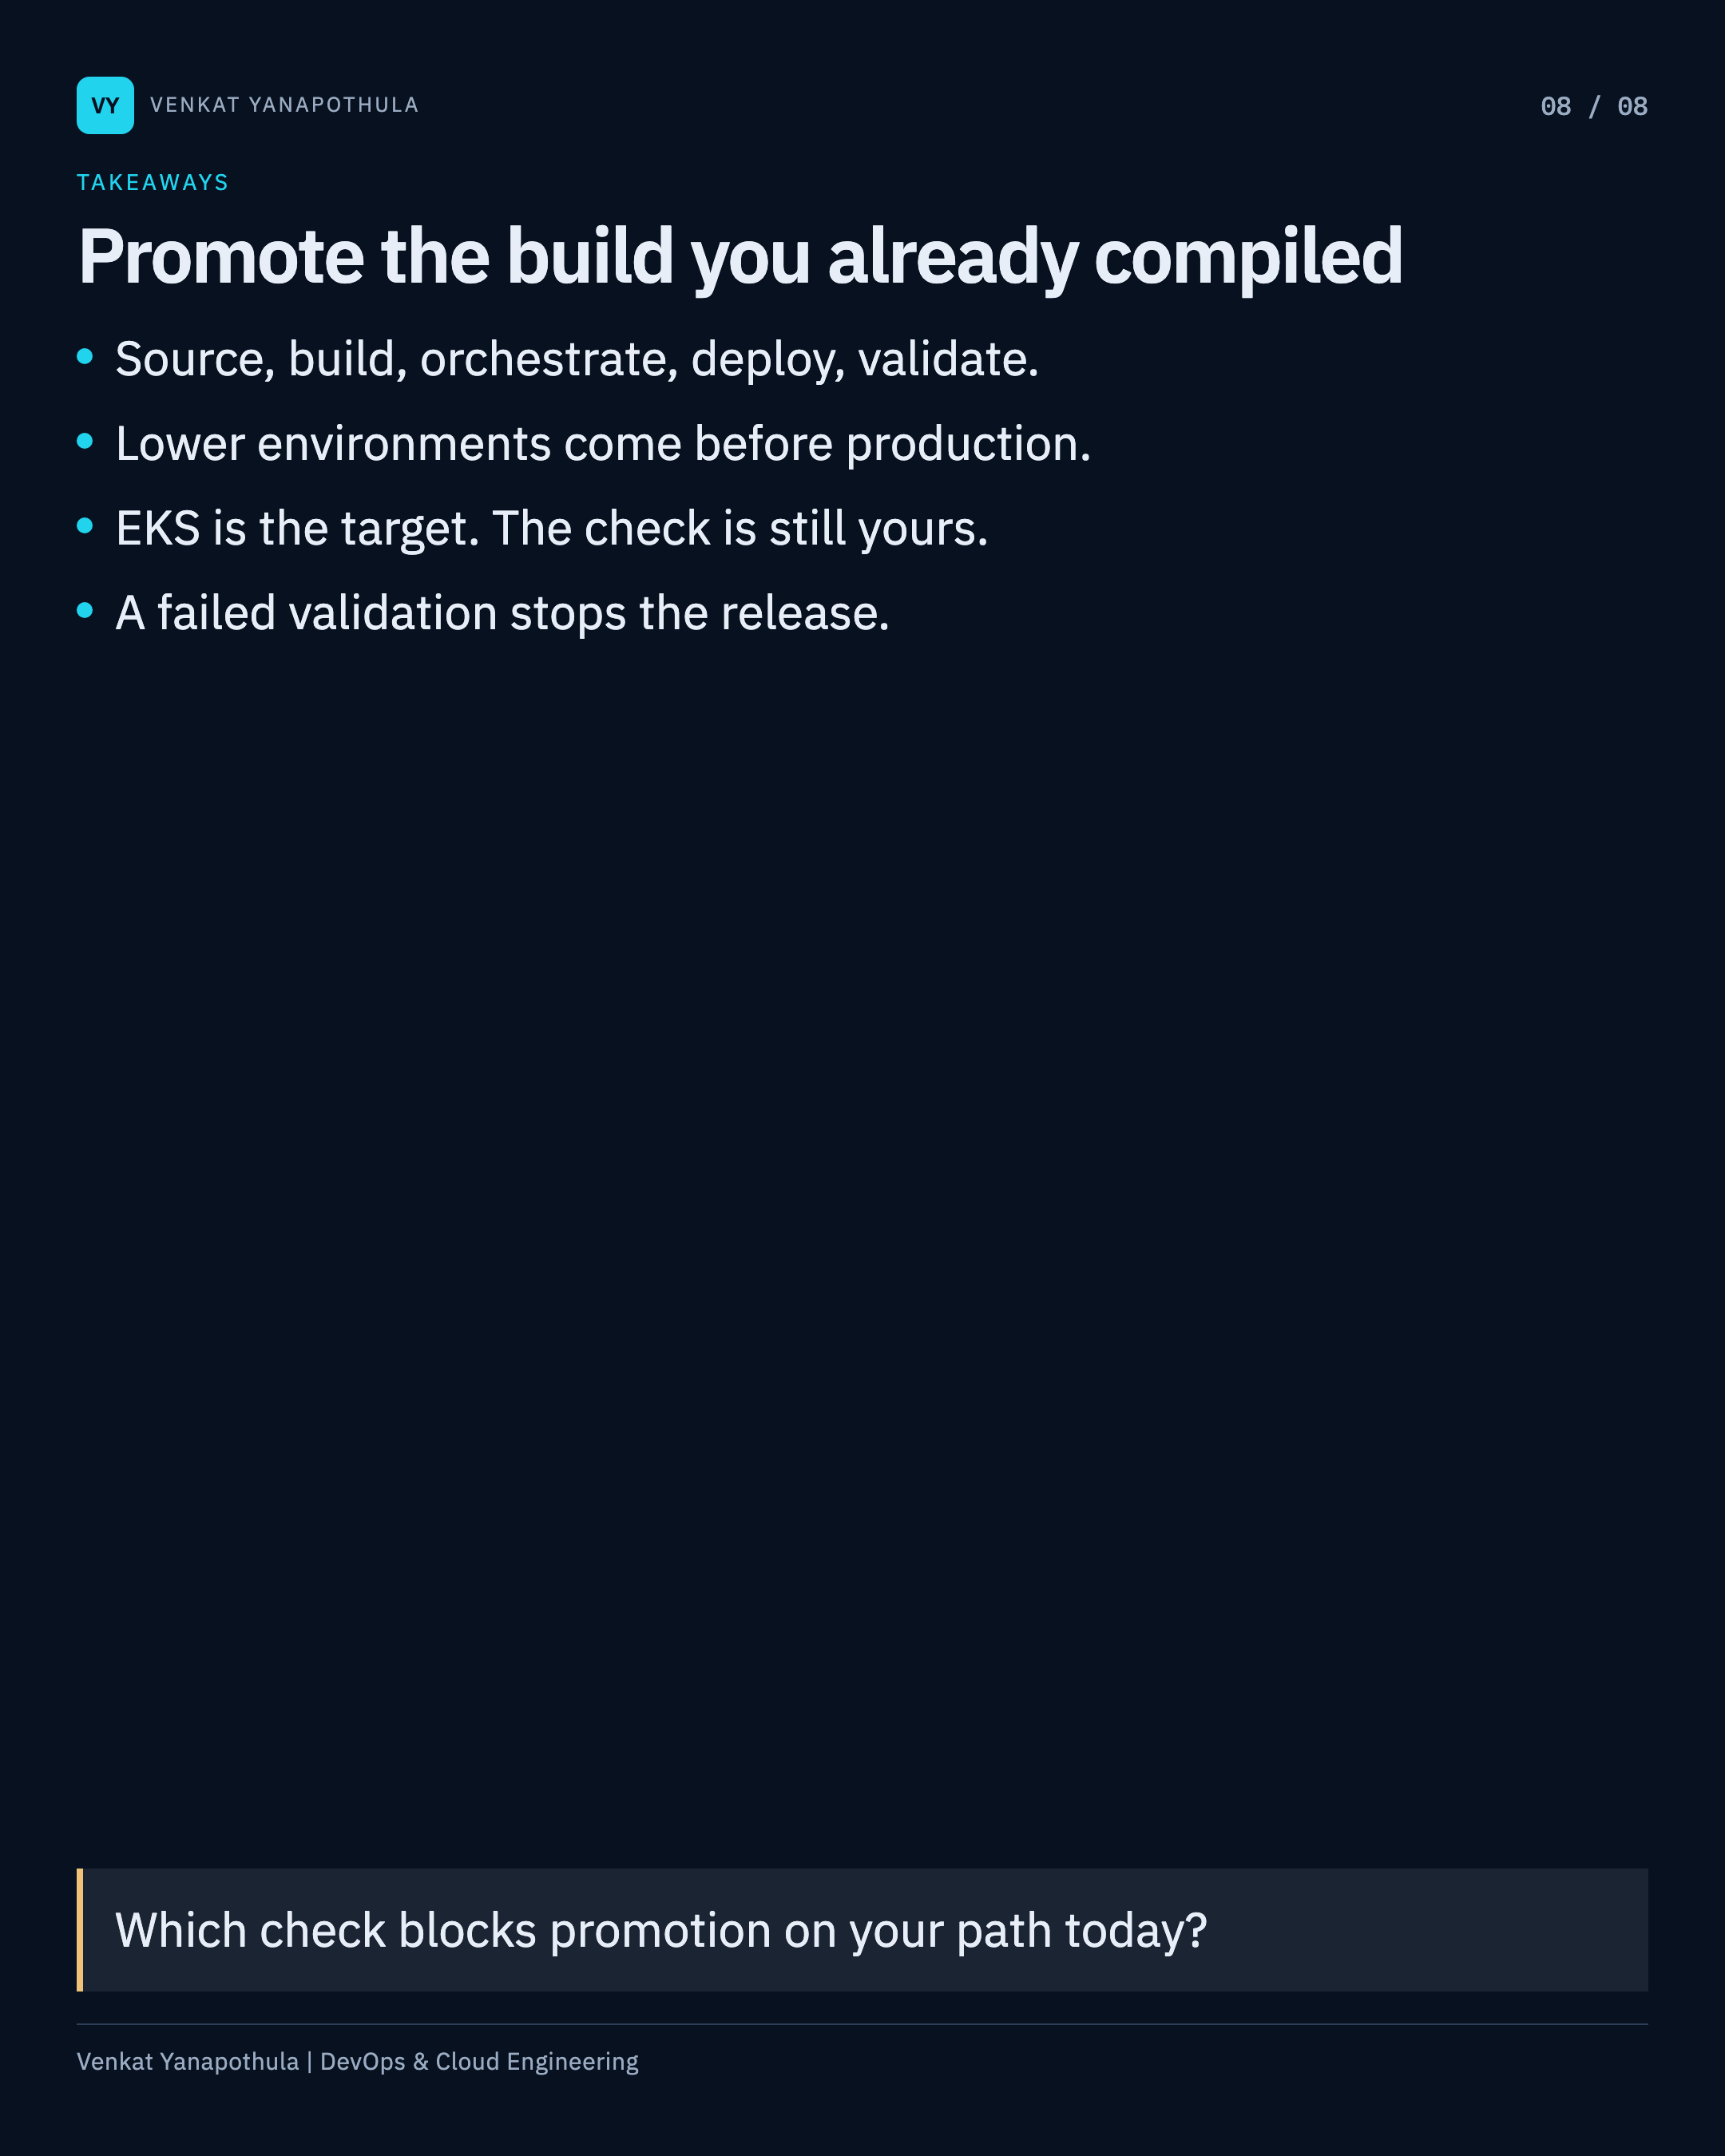 VY
VENKAT YANAPOTHULA
08 / 08
TAKEAWAYS
Promote the build you already compiled
Source, build, orchestrate, deploy, validate.
Lower environments come before production.
EKS is the target. The check is still yours.
A failed validation stops the release.
Which check blocks promotion on your path today?
Venkat Yanapothula | DevOps & Cloud Engineering